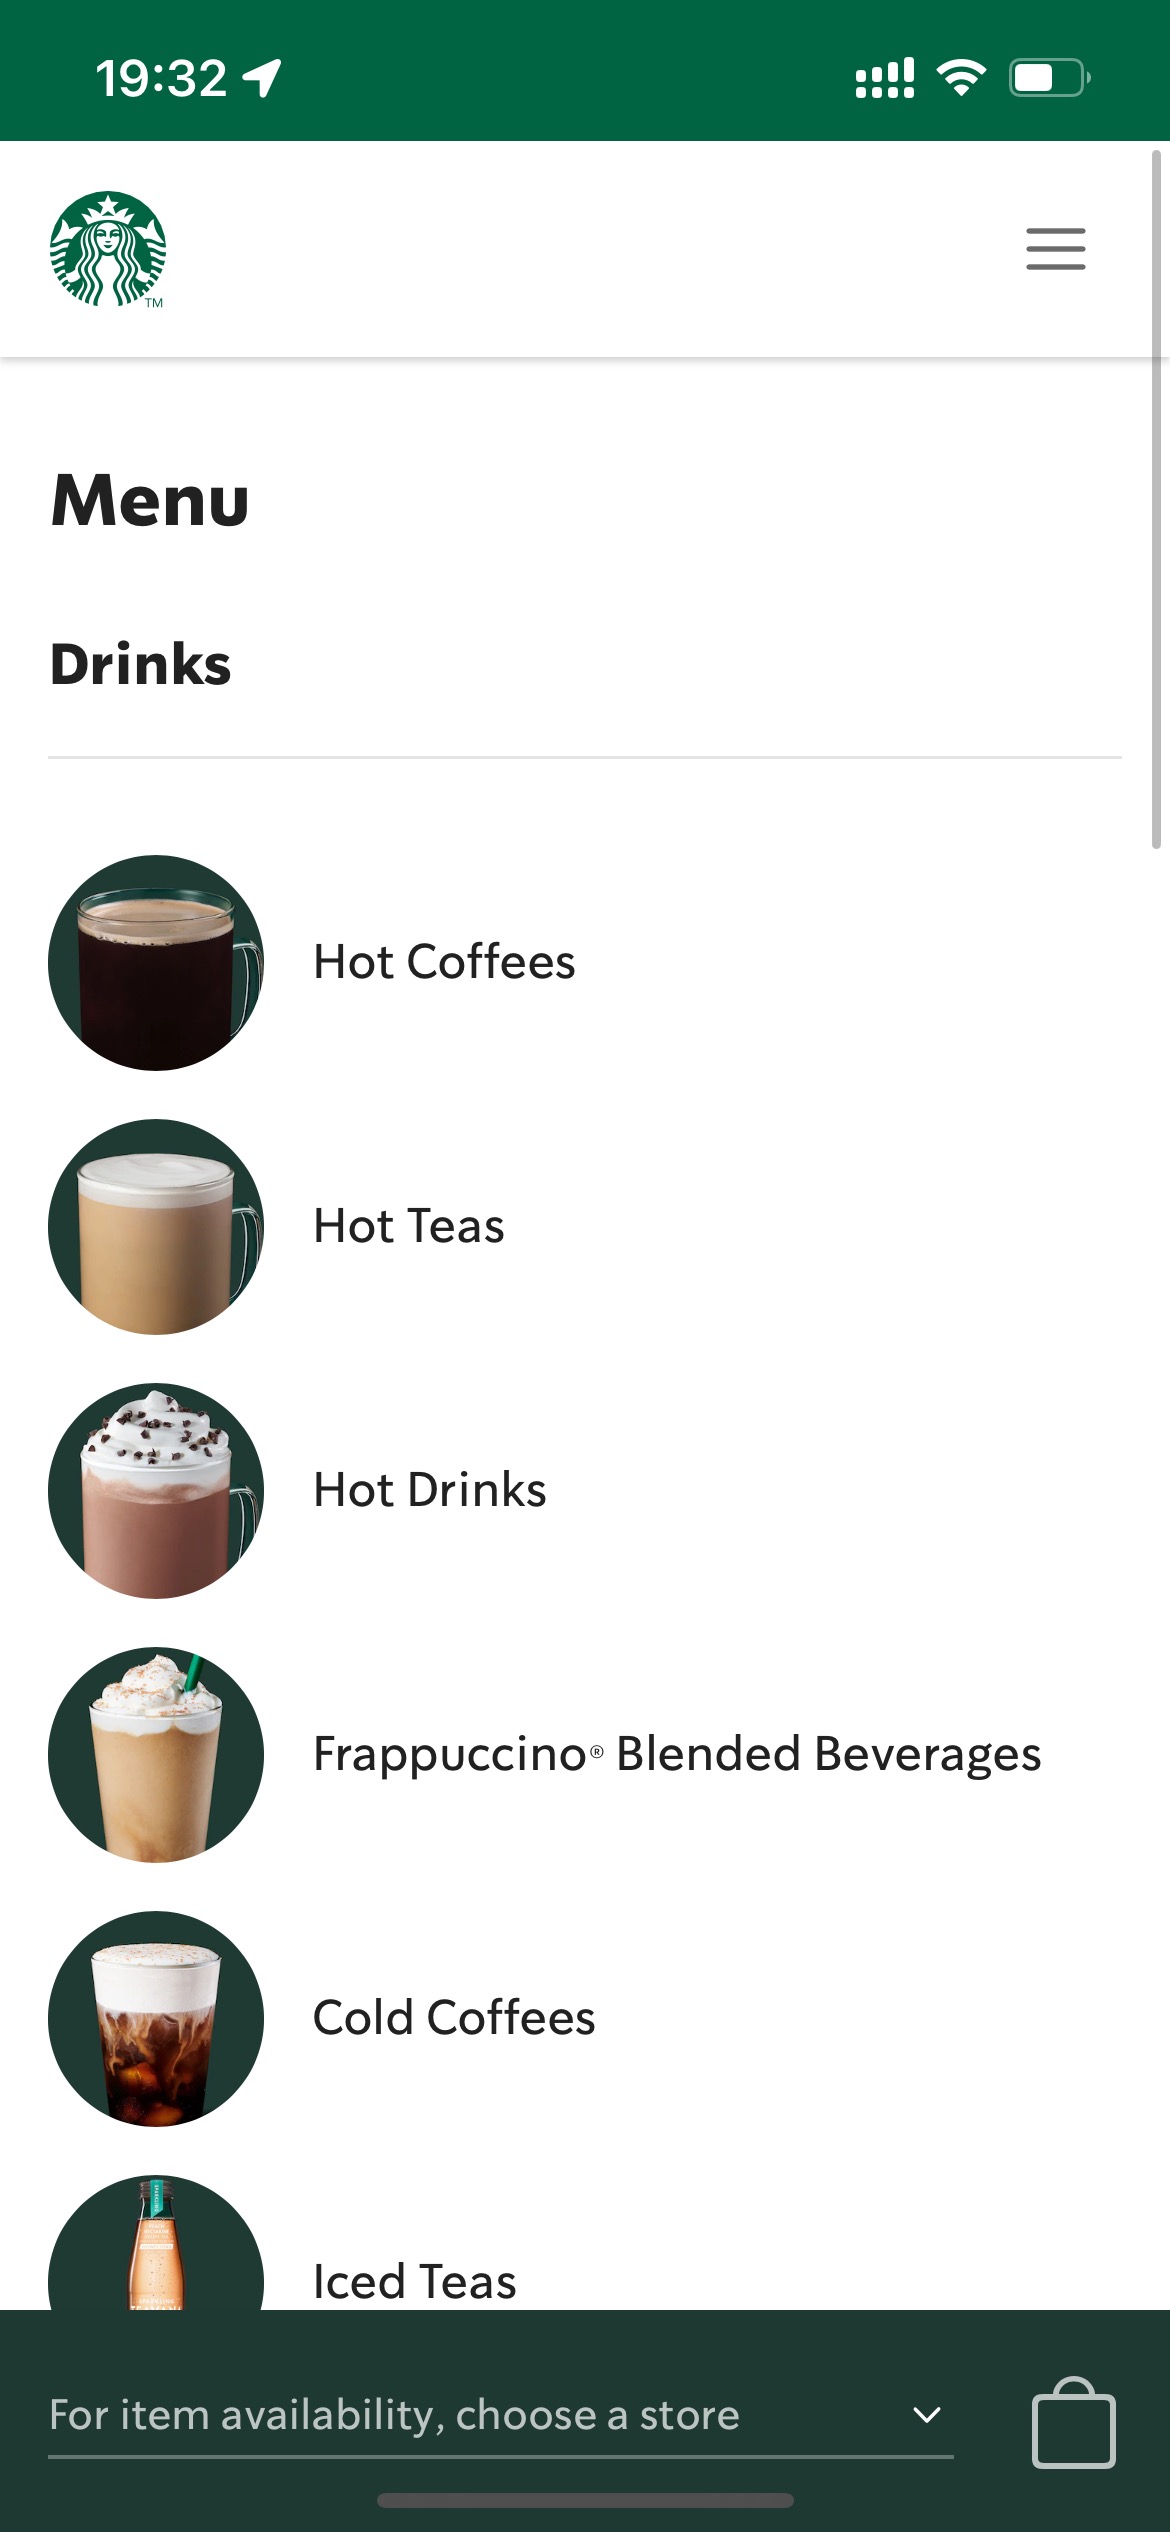 19:32
TM
Menu
Drinks
Hot Coffees
Hot Teas
Hot Drinks
Frappuccino® Blended Beverages
Cold Coffees
Iced Teas
For item availability, choose a store